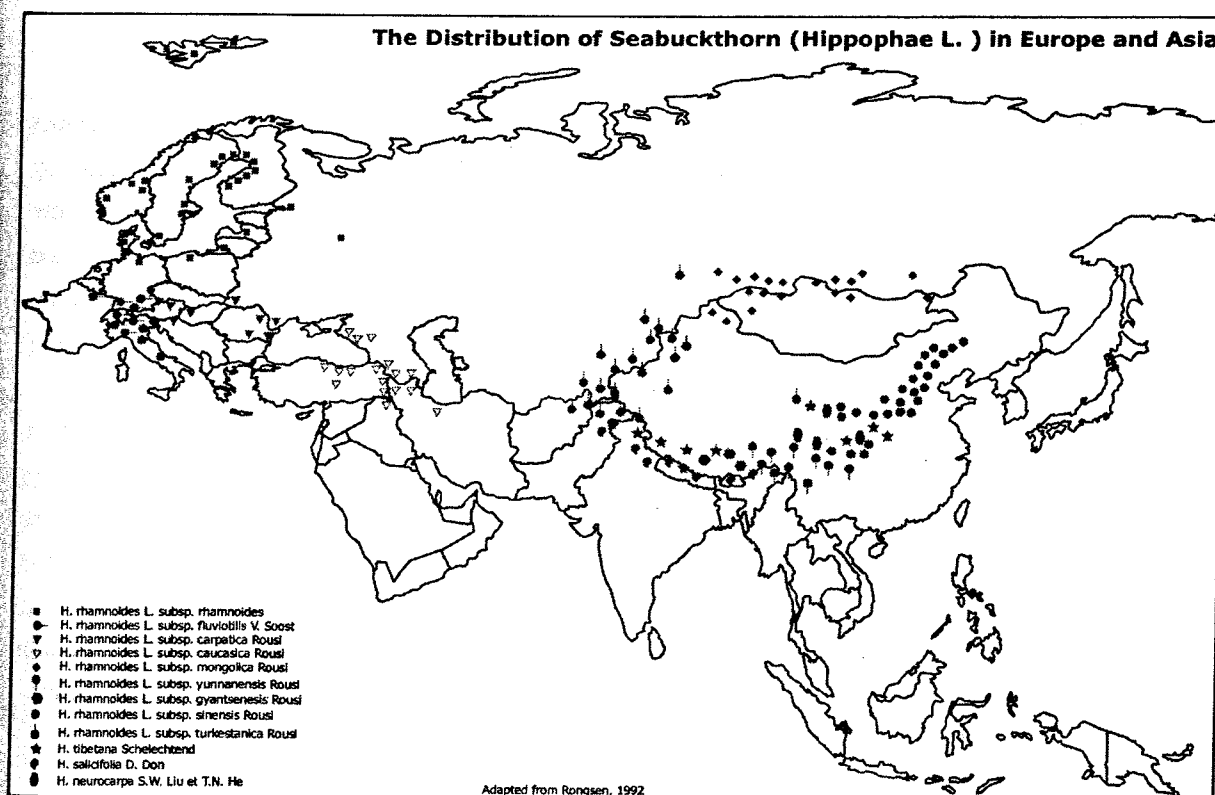 The Distribution of Seabuckthorn (Hippophae L. ) in Europe and Asia
H. rhamnoides L. subsp. rhamnoides
H. rhamnoides L. subsp. fluviotilis V. Soost
H. rhamnoides L. subsp. carpatica Rousi
H. rhamnoides L. subsp. caucasica Rousi
H. rhamnoides L. subsp. mongolica Rousi
H. rhamnoides L. subsp. yunnanensis Rousi
H. rhamnoides L. subsp. gyantsenesis Rousi
H. rhamnoides L. subsp. sinensis Rousi
H. rhamnoides L. subsp. turkestanica Rousi
H. tibetana Schelechtend
H. salicifolia D. Don
H. neurocarpa S.W. Liu et T.N. He
Adapted from Rongsen, 1992